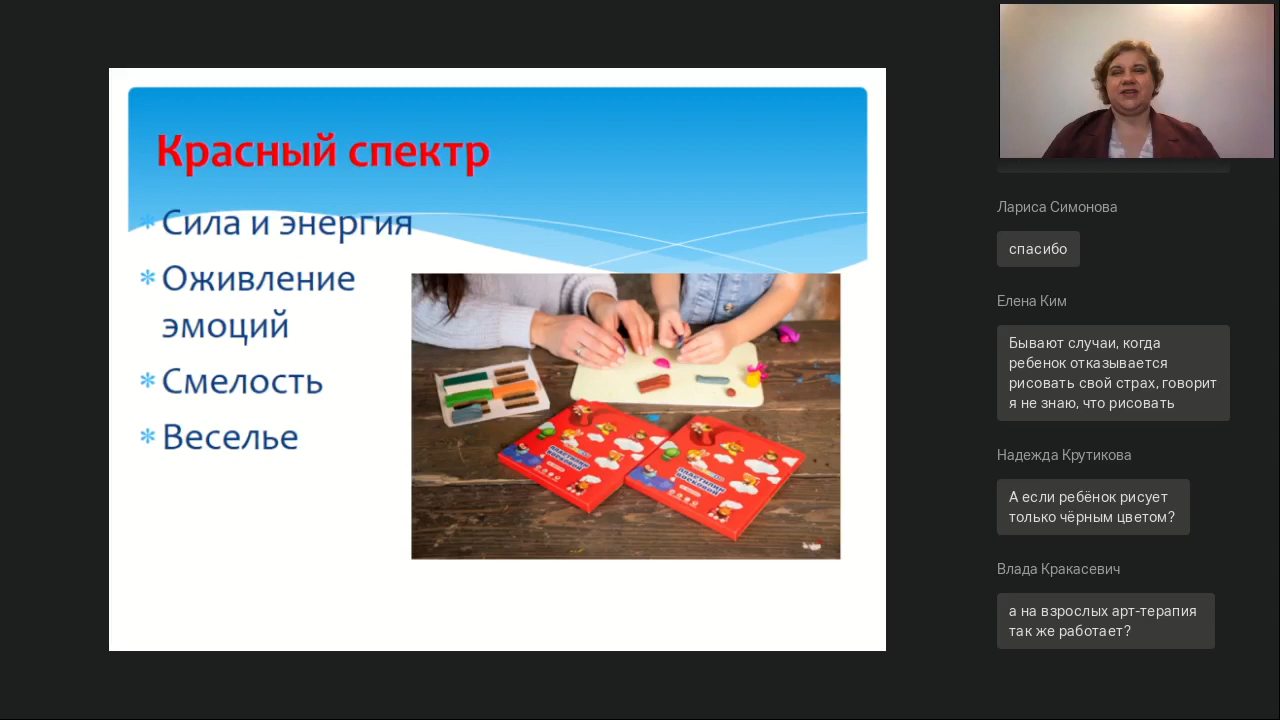 Красный спектр
Сила и энергия
Оживление
эмоций
Смелость
Веселье
Лариса Симонова
спасибо
Елена Ким
Бывают случаи, когда
ребенок отказывается
рисовать свой страх, говорит
я не знаю, что рисовать
Надежда Крутикова
А если ребёнок рисует
только чёрным цветом?
Влада Кракасевич
а на взрослых арт-терапия
так же работает?